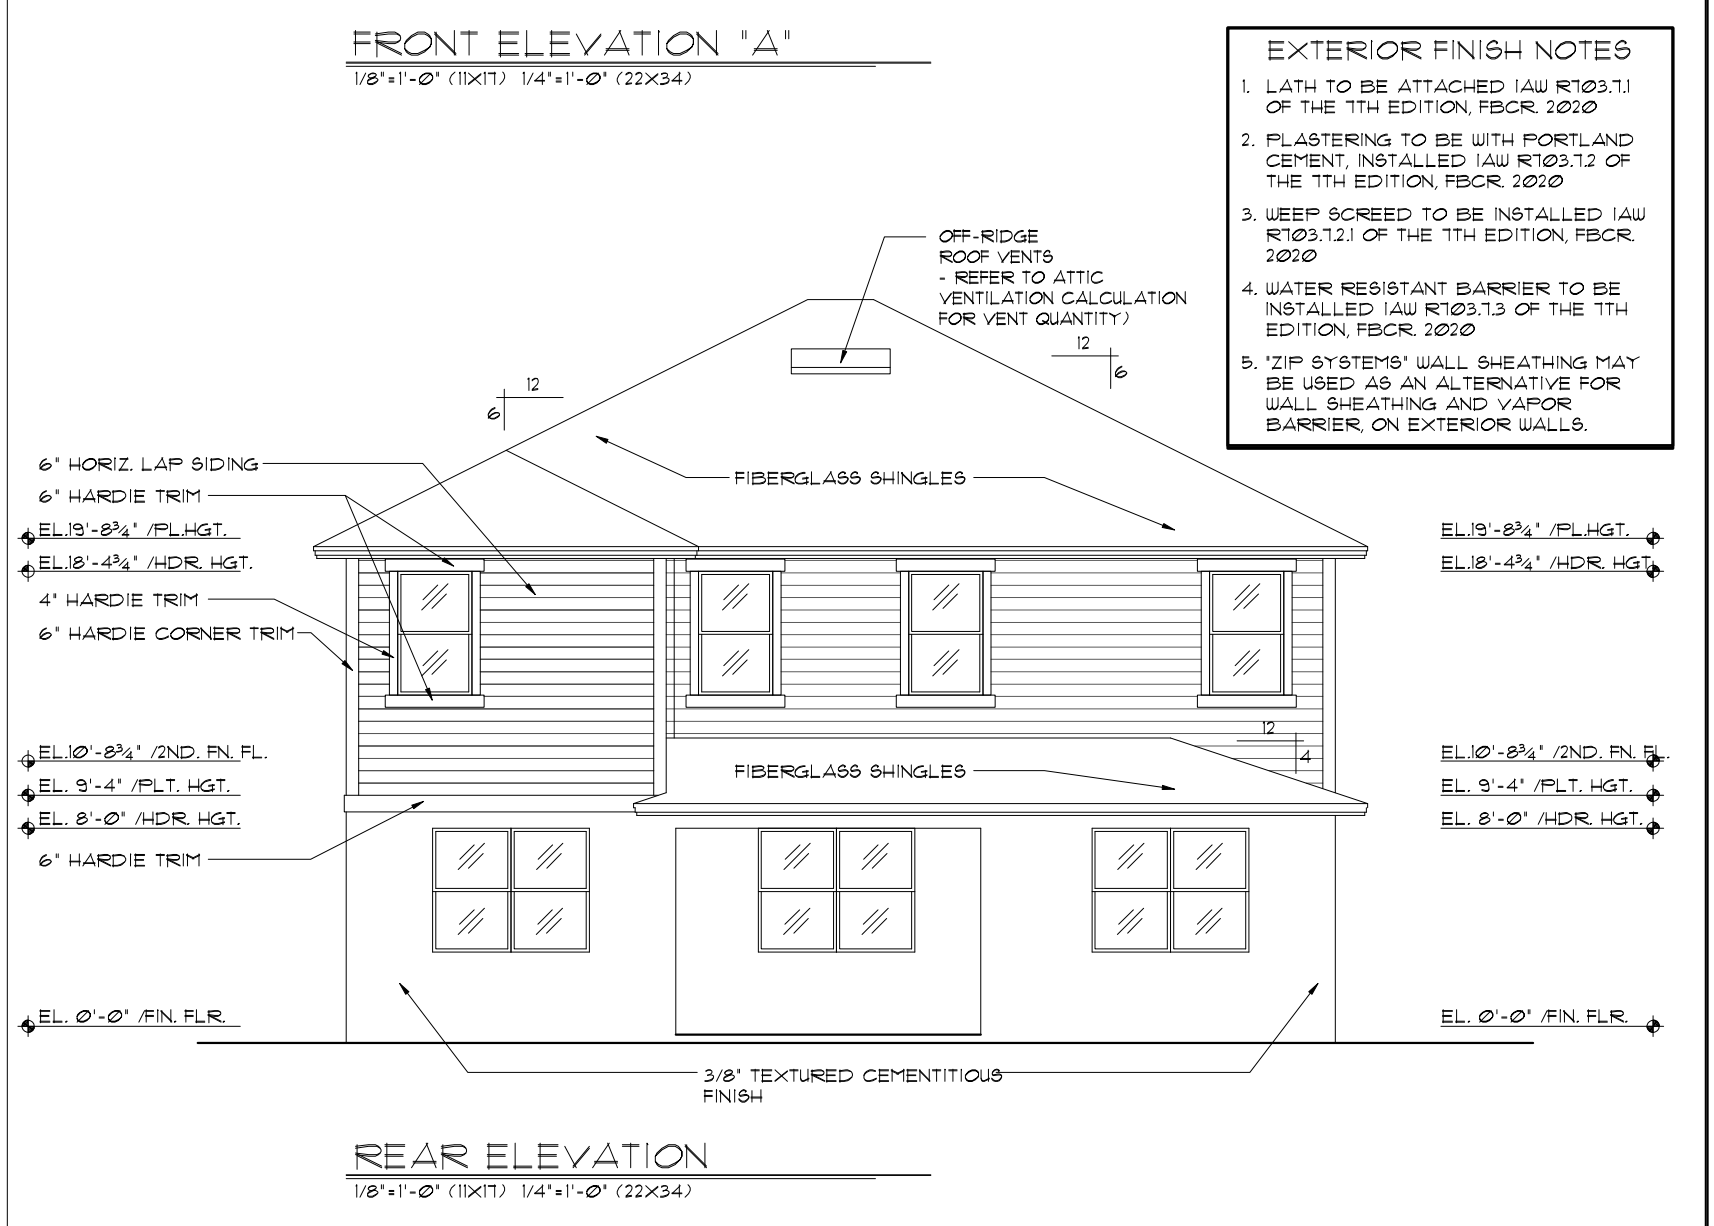 FRONT ELEVATION "A"
1/8"=1'-0" (11X17) 1/4"=1'-0" (22X34)
EXTERIOR FINISH NOTES
1. LATH TO BE ATTACHED IAW R703.7.1
OF THE 7TH EDITION, FBCR. 2020
2. PLASTERING TO BE WITH PORTLAND
CEMENT, INSTALLED IAW R703.7.2 OF
THE 7TH EDITION, FBCR. 2020
3. WEEP SCREED TO BE INSTALLED IAW
R703.7.2.1 OF THE 7TH EDITION, FBCR.
2020
4. WATER RESISTANT BARRIER TO BE
INSTALLED IAW R703.7.3 OF THE 7TH
EDITION, FBCR. 2020
5. "ZIP SYSTEMS" WALL SHEATHING MAY
BE USED AS AN ALTERNATIVE FOR
WALL SHEATHING AND VAPOR
BARRIER, ON EXTERIOR WALLS.
OFF-RIDGE
ROOF VENTS
- REFER TO ATTIC
VENTILATION CALCULATION
FOR VENT QUANTITY)
12
6
12
6
6" HORIZ. LAP SIDING
6" HARDIE TRIM
FIBERGLASS SHINGLES
EL.19'-8¾" /PL.HGT.
EL.18'-4¾" /HDR. HGT.
4" HARDIE TRIM
6" HARDIE CORNER TRIM
EL.19'-8¾" /PL.HGT.
EL.18'-4¾" /HDR. HGT.
EL.10'-8¾" /2ND. FN. FL.
EL. 9'-4" /PLT. HGT.
EL. 8'-0" /HDR. HGT.
6" HARDIE TRIM
12
4
FIBERGLASS SHINGLES
EL.10'-8¾" /2ND. FN. FL.
EL. 9'-4" /PLT. HGT.
EL. 8'-0" /HDR. HGT.
EL. 0'-0" /FIN. FLR.
EL. 0'-0" /FIN. FLR.
3/8" TEXTURED CEMENTITIOUS
FINISH
REAR ELEVATION
1/8"=1'-0" (11X17) 1/4"=1'-0" (22X34)